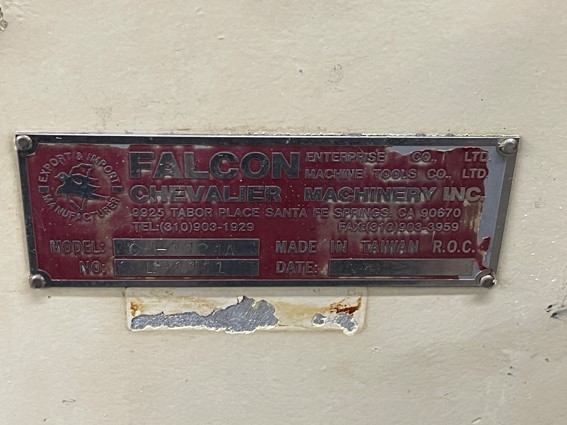 EXPORT & IMPORT
MANUFACTURER
FALCON ENTERPRISE CO., LTD.
MACHINE TOOLS CO., LTD
CHEVALIER MACHINERY INC.
9925 TABOR PLACE SANTA FE SPRINGS, CA 90670
TEL:(310)903-1929 FAX:(310)903-3959
MODEL: MADE IN TAIWAN R.O.C.
NO: DATE: